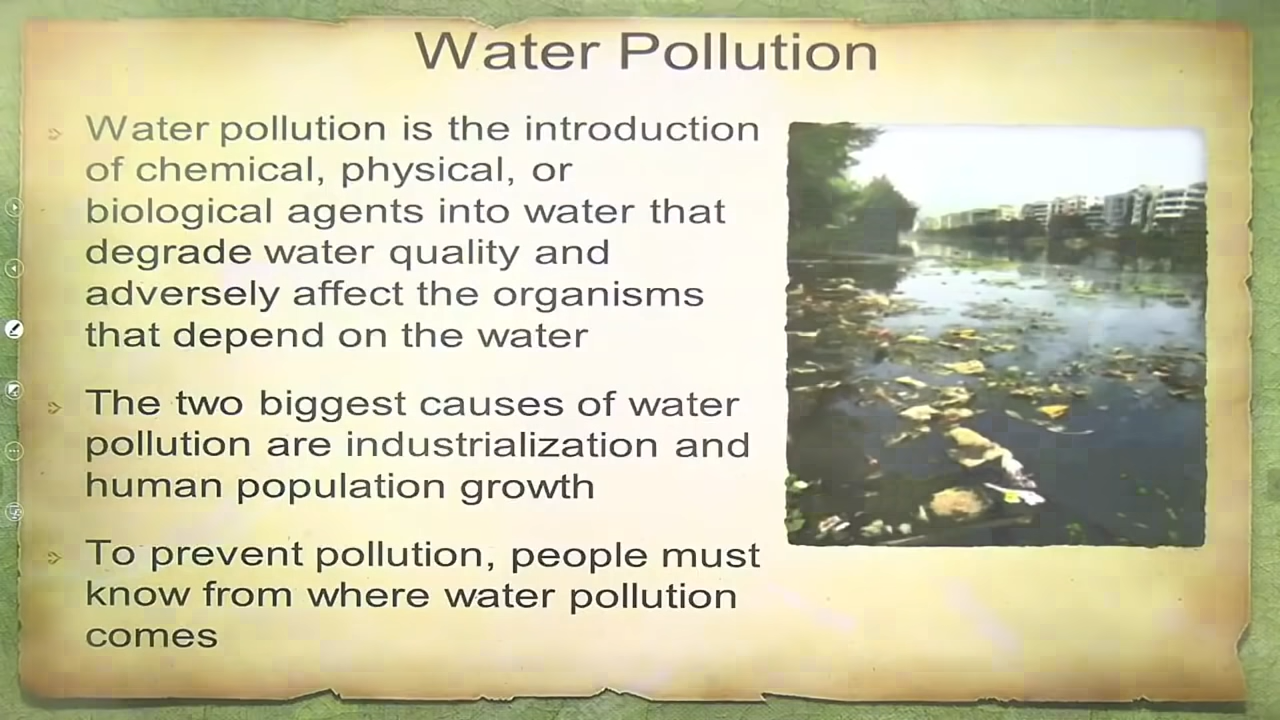 Water Pollution
Water pollution is the introduction
of chemical, physical, or
biological agents into water that
degrade water quality and
adversely affect the organisms
that depend on the water
The two biggest causes of water
pollution are industrialization and
human population growth
To prevent pollution, people must
know from where water pollution
comes